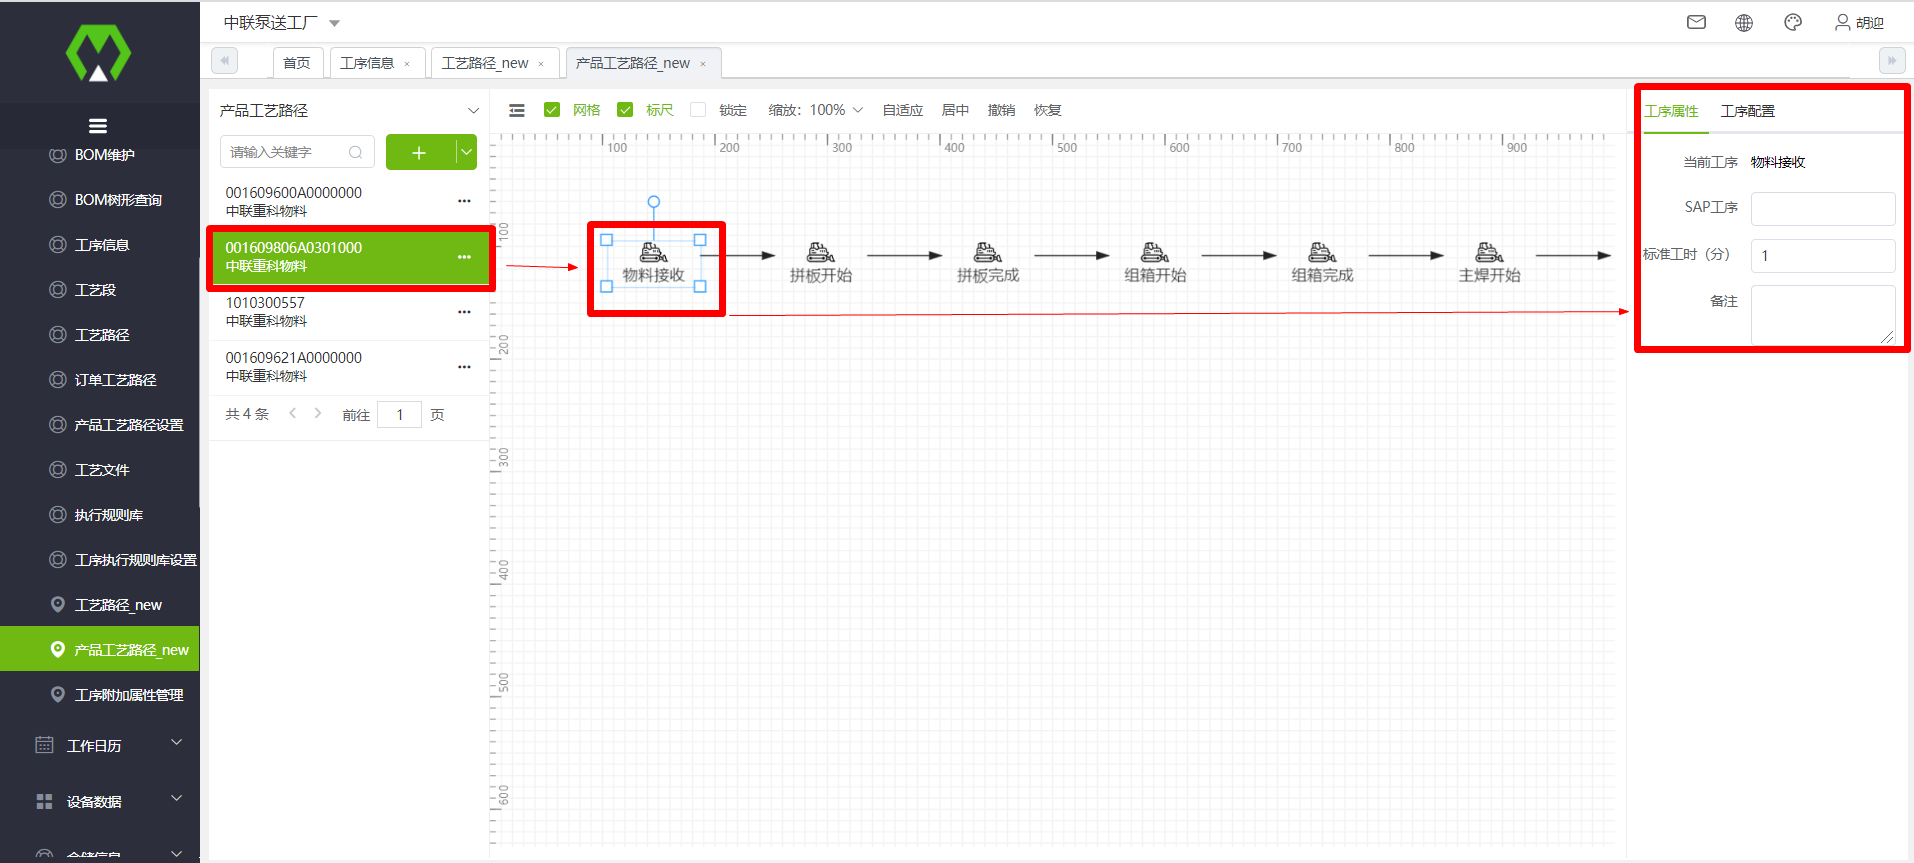 中联泵送工厂
胡迎
首页
工序信息
工艺路径_new
产品工艺路径_new
BOM维护
BOM树形查询
工序信息
工艺段
工艺路径
订单工艺路径
产品工艺路径设置
工艺文件
执行规则库
工序执行规则库设置
工艺路径_new
产品工艺路径_new
工序附加属性管理
工作日历
设备数据
仓储信息
产品工艺路径
请输入关键字
001609600A0000000
中联重科物料
001609806A0301000
中联重科物料
1010300557
中联重科物料
001609621A0000000
中联重科物料
共 4 条 前往 1 页
网格 标尺 锁定 缩放：100% 自适应 居中 撤销 恢复
100 200 300 400 500 600 700 800 900
100
200
300
400
500
600
物料接收 拼板开始 拼板完成 组箱开始 组箱完成 主焊开始
工序属性 工序配置
当前工序 物料接收
SAP工序
标准工时（分） 1
备注